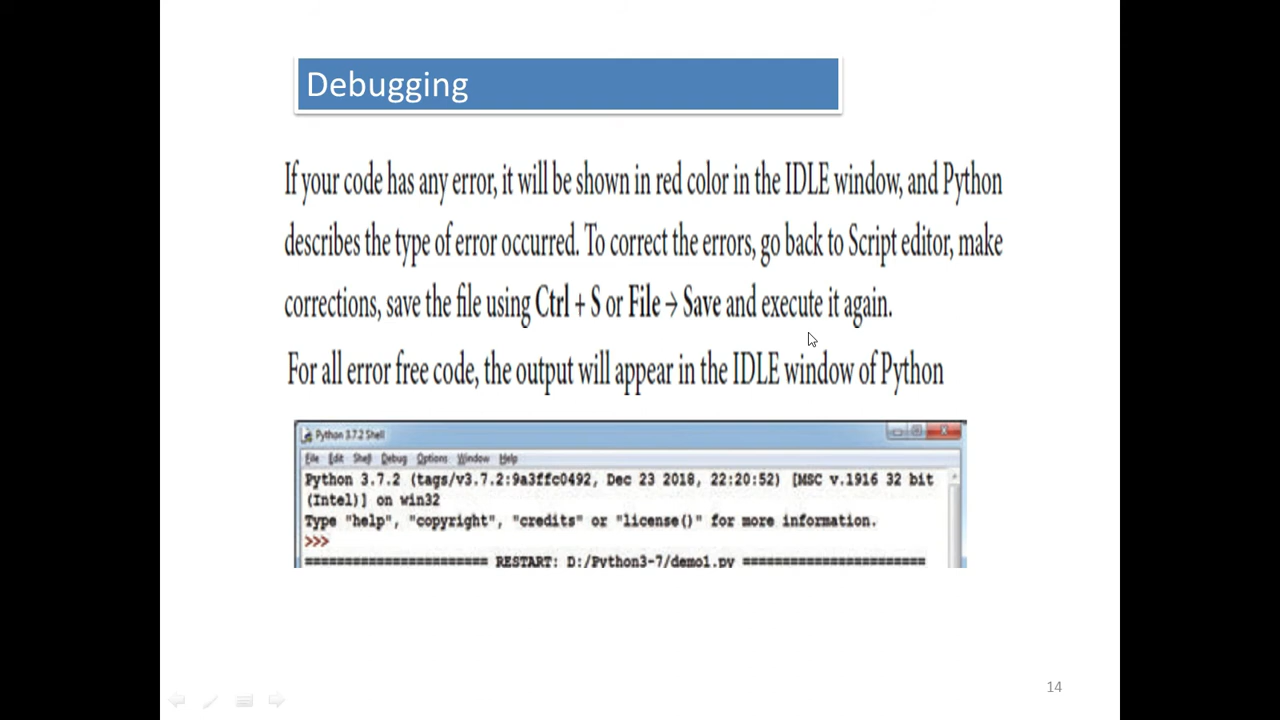 Debugging
If your code has any error, it will be shown in red color in the IDLE window, and Python
describes the type of error occurred. To correct the errors, go back to Script editor, make
corrections, save the file using Ctrl + S or File → Save and execute it again.
For all error free code, the output will appear in the IDLE window of Python
Python 3.7.2 Shell
File Edit Shell Debug Options Window Help
Python 3.7.2 (tags/v3.7.2:9a3ffc0492, Dec 23 2018, 22:20:52) [MSC v.1916 32 bit
(Intel)] on win32
Type "help", "copyright", "credits" or "license()" for more information.
>>>
======================= RESTART: D:/Python3-7/demo1.py =======================
14